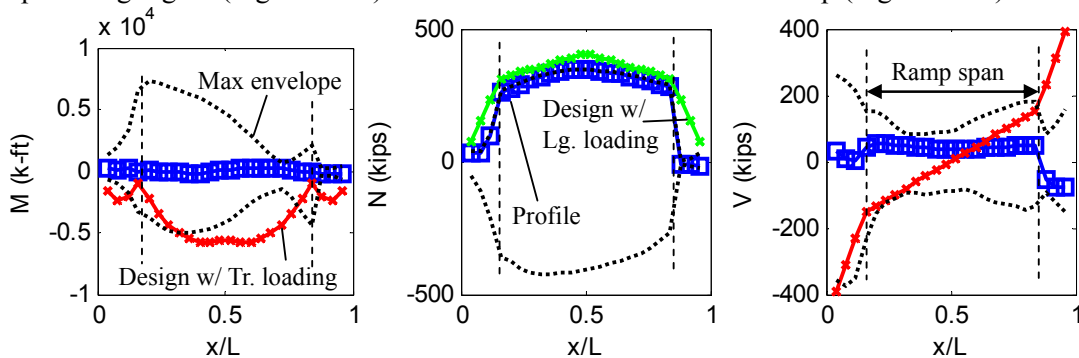 x 10⁴
1
0.5
0
-0.5
-1
M (k-ft)
Max envelope
Design w/ Tr. loading
0
0.5
1
x/L
500
0
-500
N (kips)
Design w/
Lg. loading
Profile
0
0.5
1
x/L
400
200
0
-200
-400
V (kips)
Ramp span
0
0.5
1
x/L